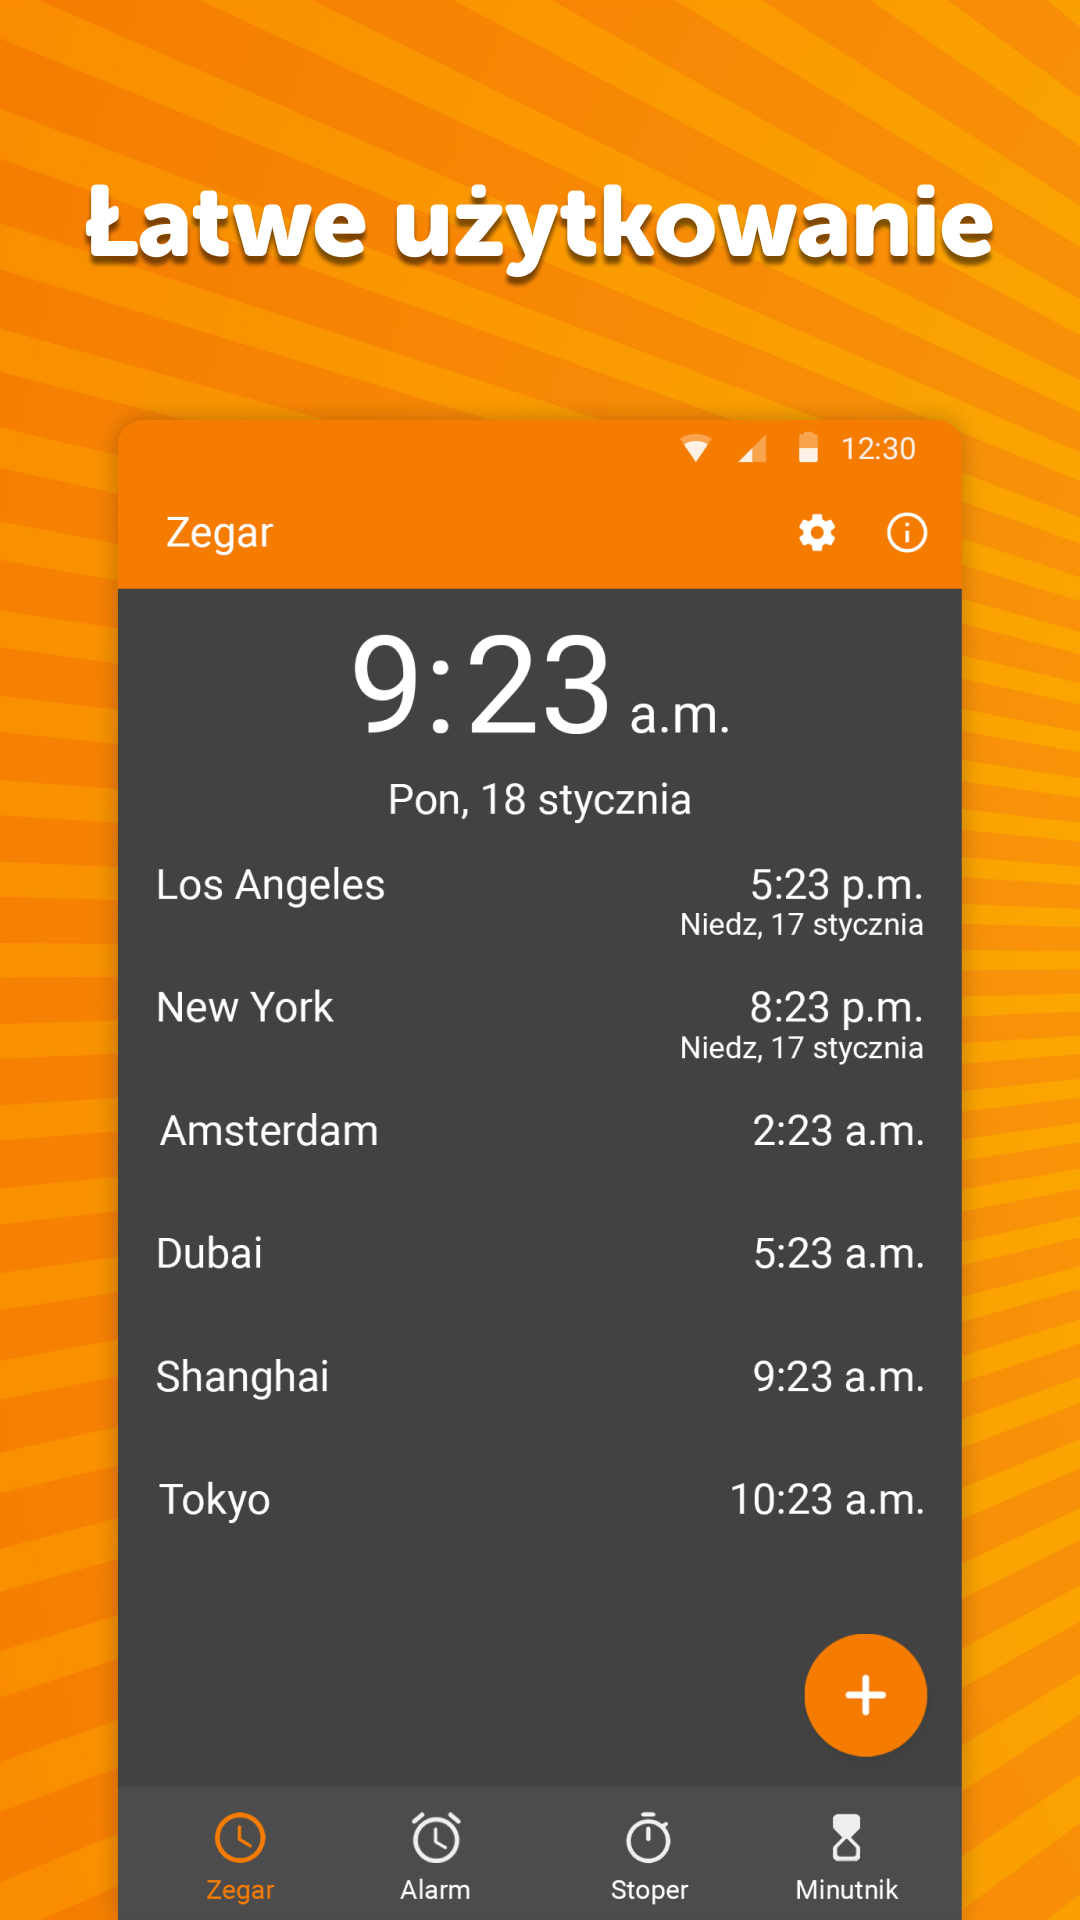 Łatwe użytkowanie
12:30
Zegar
9:23 a.m.
Pon, 18 stycznia
Los Angeles 5:23 p.m.
Niedz, 17 stycznia
New York 8:23 p.m.
Niedz, 17 stycznia
Amsterdam 2:23 a.m.
Dubai 5:23 a.m.
Shanghai 9:23 a.m.
Tokyo 10:23 a.m.
Zegar Alarm Stoper Minutnik